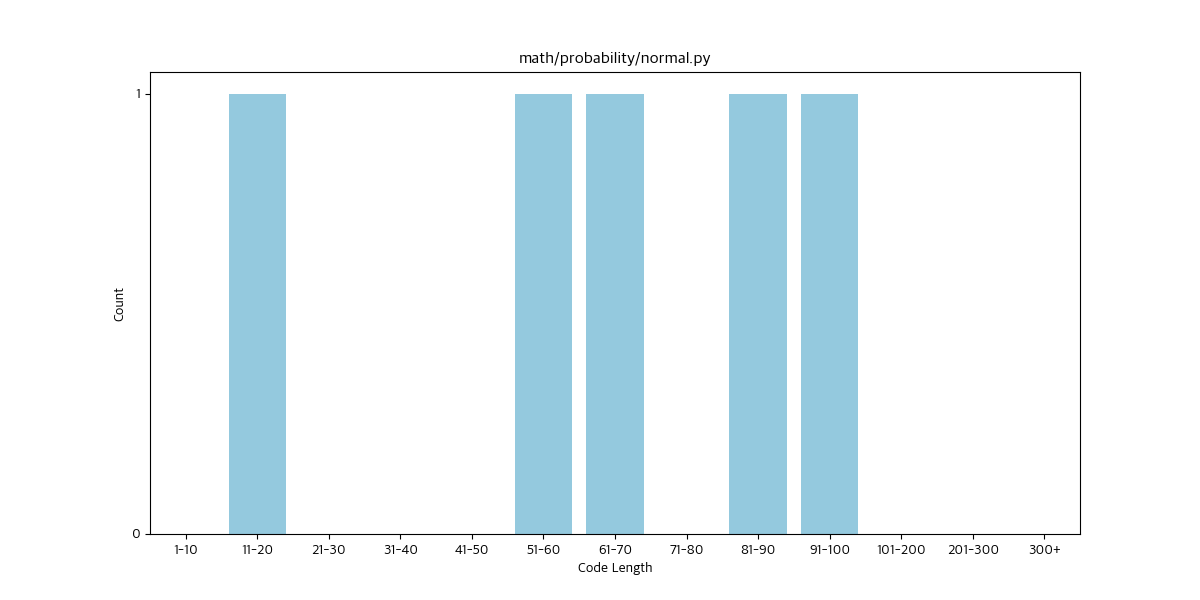 math/probability/normal.py
1
Count
0
1-10 11-20 21-30 31-40 41-50 51-60 61-70 71-80 81-90 91-100 101-200 201-300 300+
Code Length